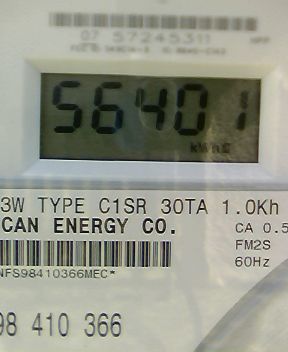 07 57245311
56401
kWh
3W TYPE C1SR 30TA 1.0Kh
CAN ENERGY CO.
CA 0.5
FM2S
60Hz
NFS98410366MEC*
98 410 366